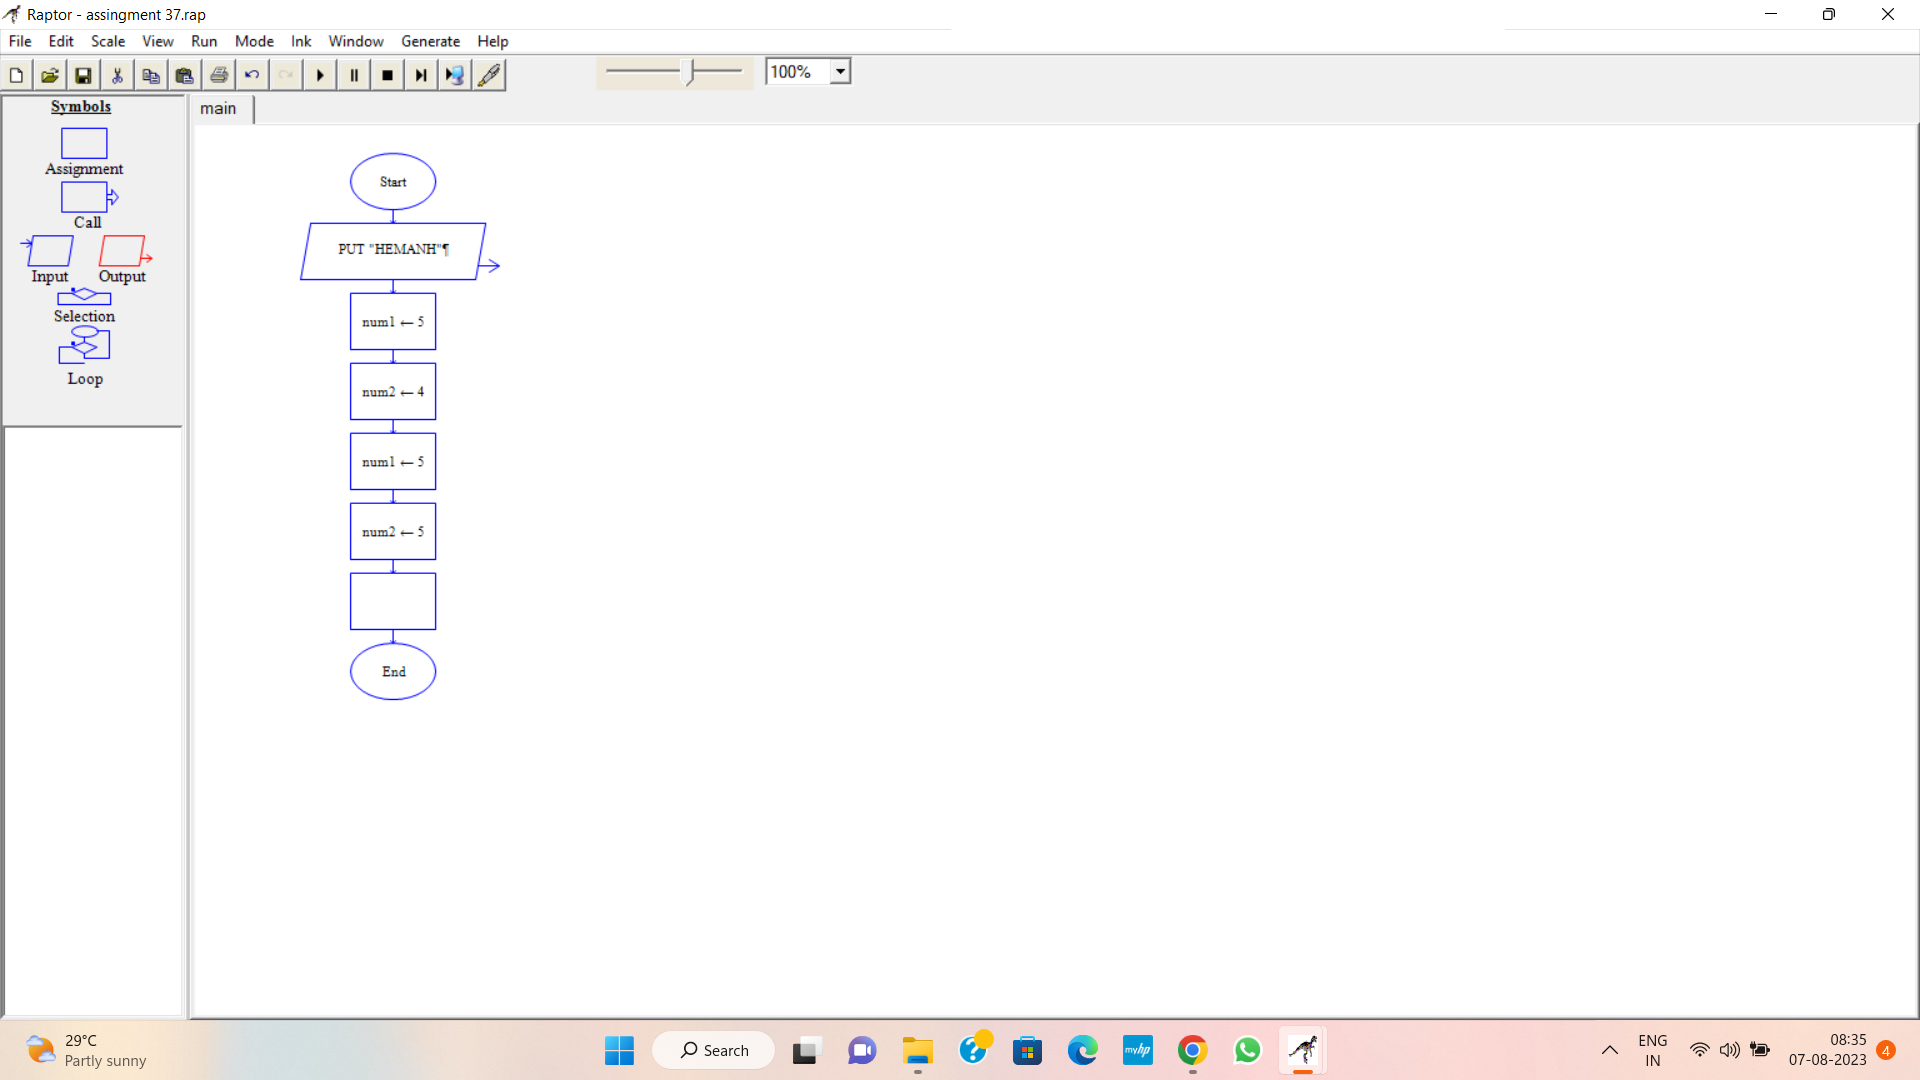 Raptor - assingment 37.rap
File Edit Scale View Run Mode Ink Window Generate Help
100%
Symbols
main
Assignment
Call
Input Output
Selection
Loop
Start
PUT "HEMANH"¶
num1 ← 5
num2 ← 4
num1 ← 5
num2 ← 5
End
29°C
Partly sunny
Search
myhp
ENG
IN
08:35
07-08-2023
4